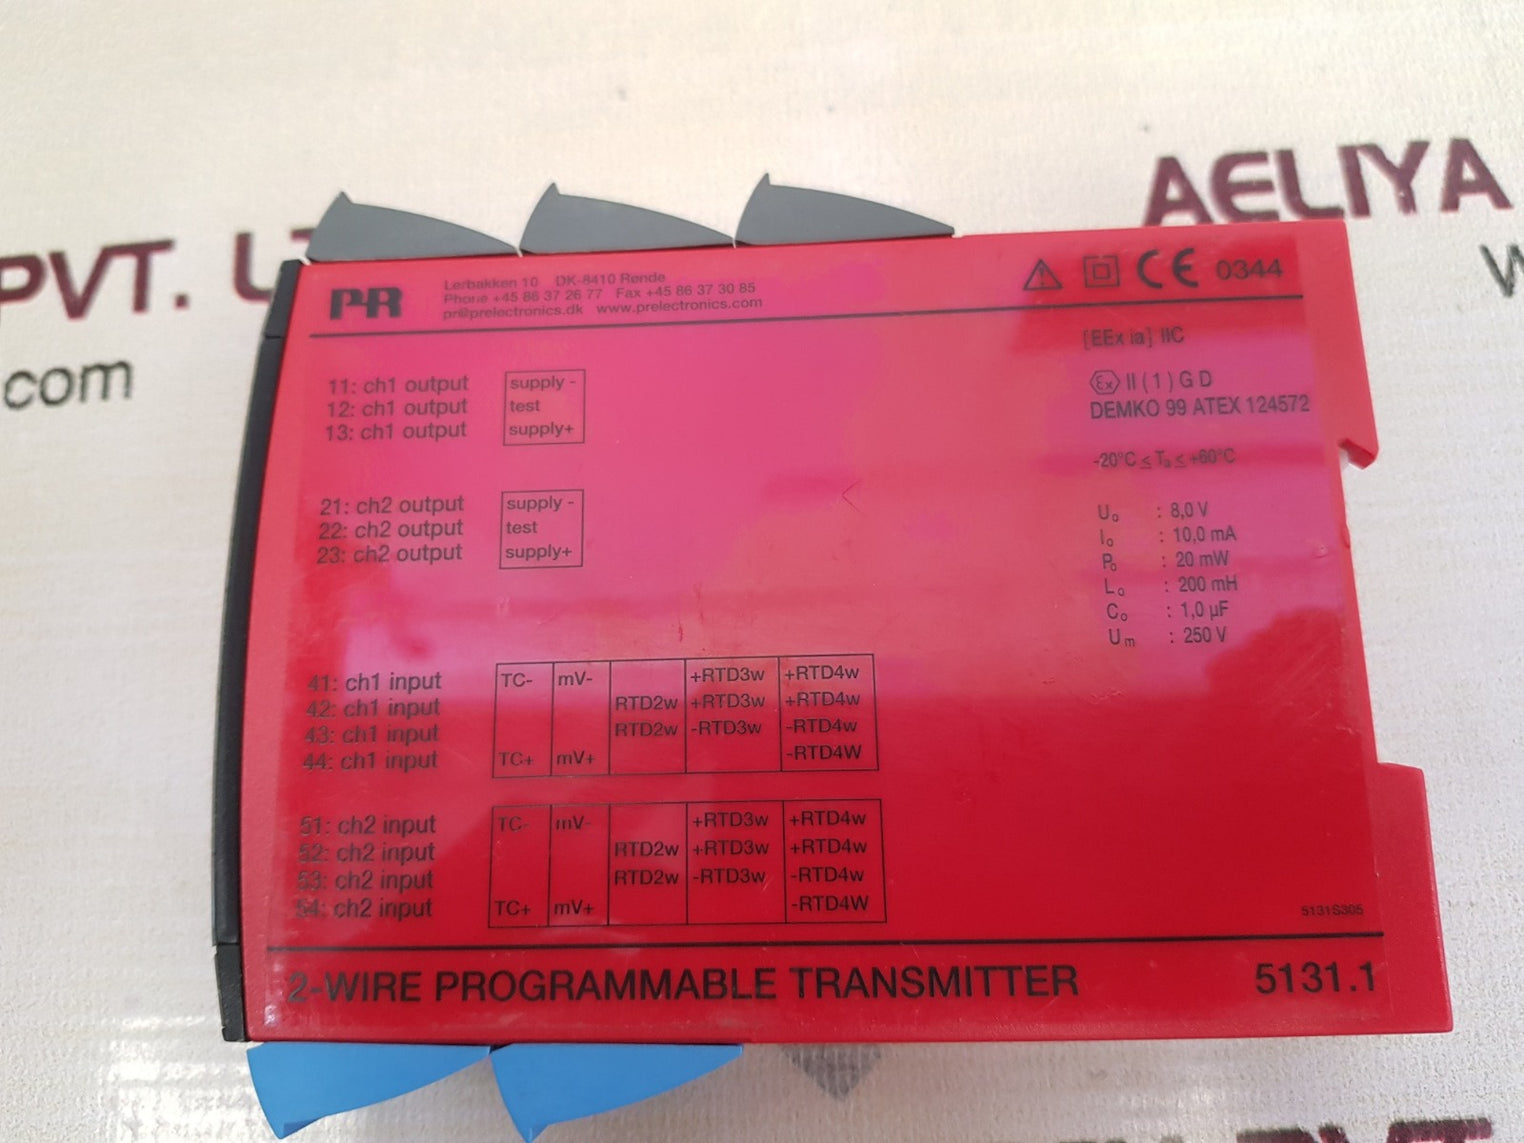 AELIYA
PVT. L
.com
W
PR
Lerbakken 10 DK-8410 Rønde
Phone +45 86 37 26 77 Fax +45 86 37 30 85
pr@prelectronics.dk www.prelectronics.com
CE 0344
[EEx ia] IIC
Ex II ( 1 ) G D
DEMKO 99 ATEX 124572
-20°C ≤ Ta ≤ +60°C
Uo : 8,0 V
Io : 10,0 mA
Po : 20 mW
Lo : 200 mH
Co : 1,0 µF
Um : 250 V
11: ch1 output supply -
12: ch1 output test
13: ch1 output supply+
21: ch2 output supply -
22: ch2 output test
23: ch2 output supply+
41: ch1 input TC- mV- +RTD3w +RTD4w
42: ch1 input RTD2w +RTD3w +RTD4w
43: ch1 input RTD2w -RTD3w -RTD4w
44: ch1 input TC+ mV+ -RTD4W
51: ch2 input TC- mV- +RTD3w +RTD4w
52: ch2 input RTD2w +RTD3w +RTD4w
53: ch2 input RTD2w -RTD3w -RTD4w
54: ch2 input TC+ mV+ -RTD4W
5131S305
2-WIRE PROGRAMMABLE TRANSMITTER 5131.1